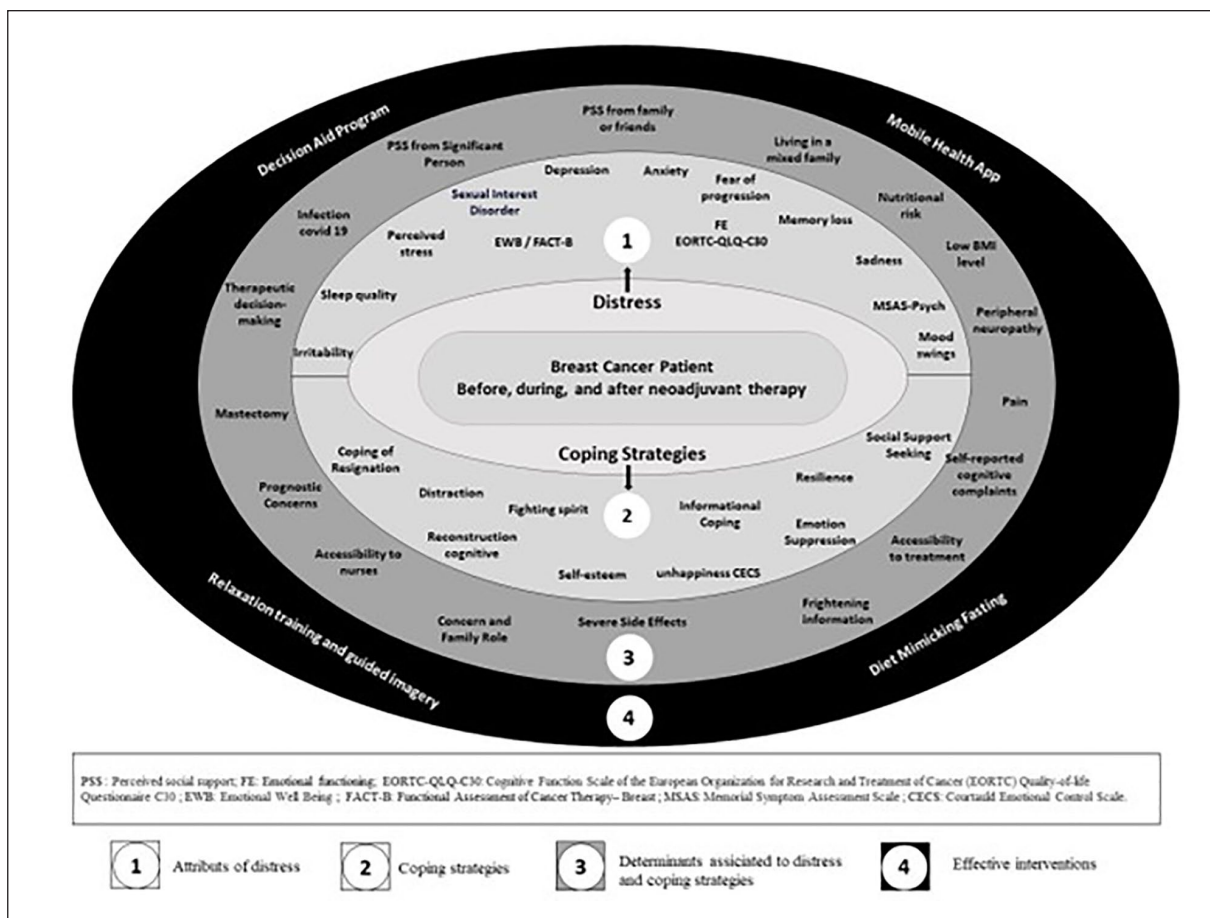 Decision Aid Program
Mobile Health App
PSS from family
or friends
PSS from Significant
Person
Living in a
mixed family
Infection
covid 19
Nutritional
risk
Therapeutic
decision-
making
Low BMI
level
Peripheral
neuropathy
Depression
Anxiety
Fear of
progression
Sexual Interest
Disorder
Memory loss
Perceived
stress
EWB / FACT-B
1
FE
EORTC-QLQ-C30
Sadness
Sleep quality
MSAS-Psych
Irritability
Mood
swings
Distress
Breast Cancer Patient
Before, during, and after neoadjuvant therapy
Coping Strategies
Mastectomy
Pain
Coping of
Resignation
Social Support
Seeking
Distraction
Resilience
Fighting spirit
2
Informational
Coping
Reconstruction
cognitive
Emotion
Suppression
Self-esteem
unhappiness CECS
Prognostic
Concerns
Self-reported
cognitive
complaints
Accessibility to
nurses
Accessibility
to treatment
Concern and
Family Role
Severe Side Effects
Frightening
information
3
Relaxation training and guided imagery
Diet Mimicking Fasting
4
PSS : Perceived social support; FE: Emotional functioning; EORTC-QLQ-C30: Cognitive Function Scale of the European Organization for Research and Treatment of Cancer (EORTC) Quality-of-life
Questionnaire C30 ; EWB: Emotional Well Being ; FACT-B: Functional Assessment of Cancer Therapy– Breast ; MSAS: Memorial Symptom Assessment Scale ; CECS: Courtauld Emotional Control Scale.
1 Attributs of distress
2 Coping strategies
3 Determinants assiciated to distress
and coping strategies
4 Effective interventions